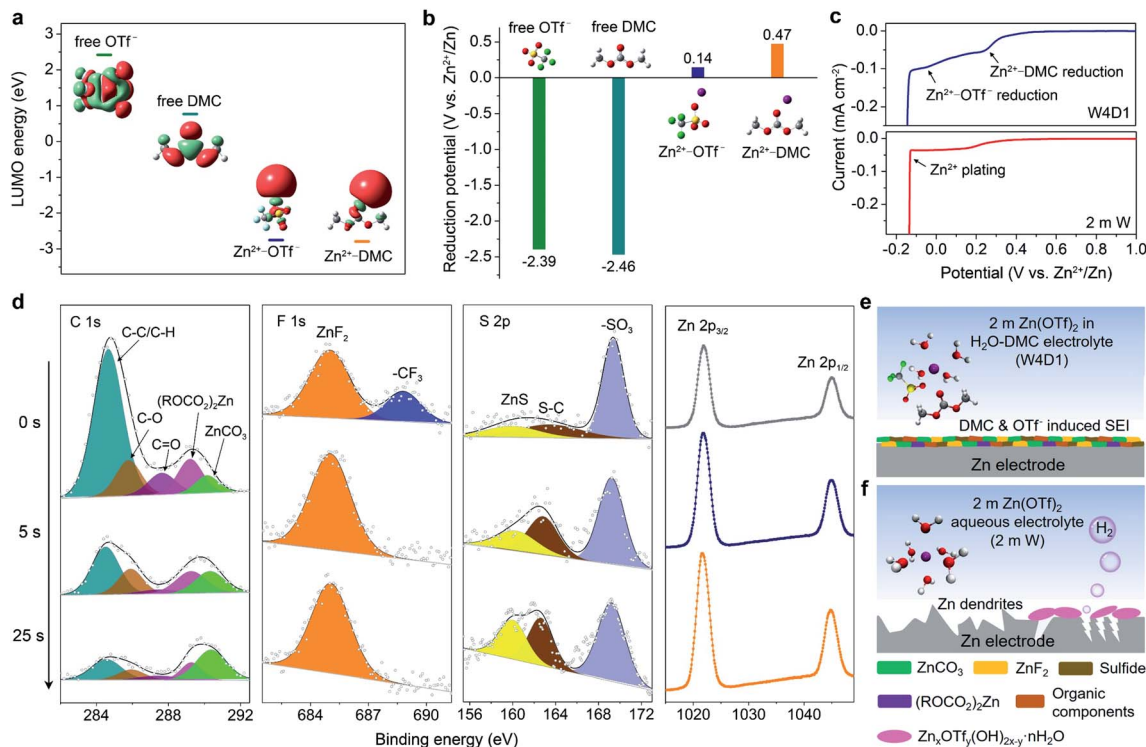 a
LUMO energy (eV)
3
2
1
0
-1
-2
-3
free OTf⁻
free DMC
Zn²⁺–OTf⁻
Zn²⁺–DMC
b
Reduction potential (V vs. Zn²⁺/Zn)
0.5
0.0
-0.5
-1.0
-1.5
-2.0
-2.5
free OTf⁻
free DMC
0.14
0.47
Zn²⁺–OTf⁻
Zn²⁺–DMC
-2.39
-2.46
c
Current (mA cm⁻²)
0.0
-0.1
-0.2
Zn²⁺–DMC reduction
Zn²⁺–OTf⁻ reduction
W4D1
0.0
-0.1
-0.2
Zn²⁺ plating
2 m W
0.0 0.2 0.4 0.6 0.8 1.0
Potential (V vs. Zn²⁺/Zn)
d
0 s
5 s
25 s
C 1s
C-C/C-H
(ROCO₂)₂Zn
C-O
C=O
ZnCO₃
284 288 292
F 1s
ZnF₂
-CF₃
684 687 690
S 2p
-SO₃
ZnS
S-C
156 160 164 168 172
Zn 2p₃/₂
Zn 2p₁/₂
1020 1030 1040
Binding energy (eV)
e
2 m Zn(OTf)₂ in
H₂O-DMC electrolyte
(W4D1)
DMC & OTf⁻ induced SEI
Zn electrode
f
2 m Zn(OTf)₂
aqueous electrolyte
(2 m W)
H₂
Zn dendrites
Zn electrode
ZnCO₃
ZnF₂
Sulfide
(ROCO₂)₂Zn
Organic
components
ZnₓOTfᵧ(OH)₂ₓ₋ᵧ·nH₂O